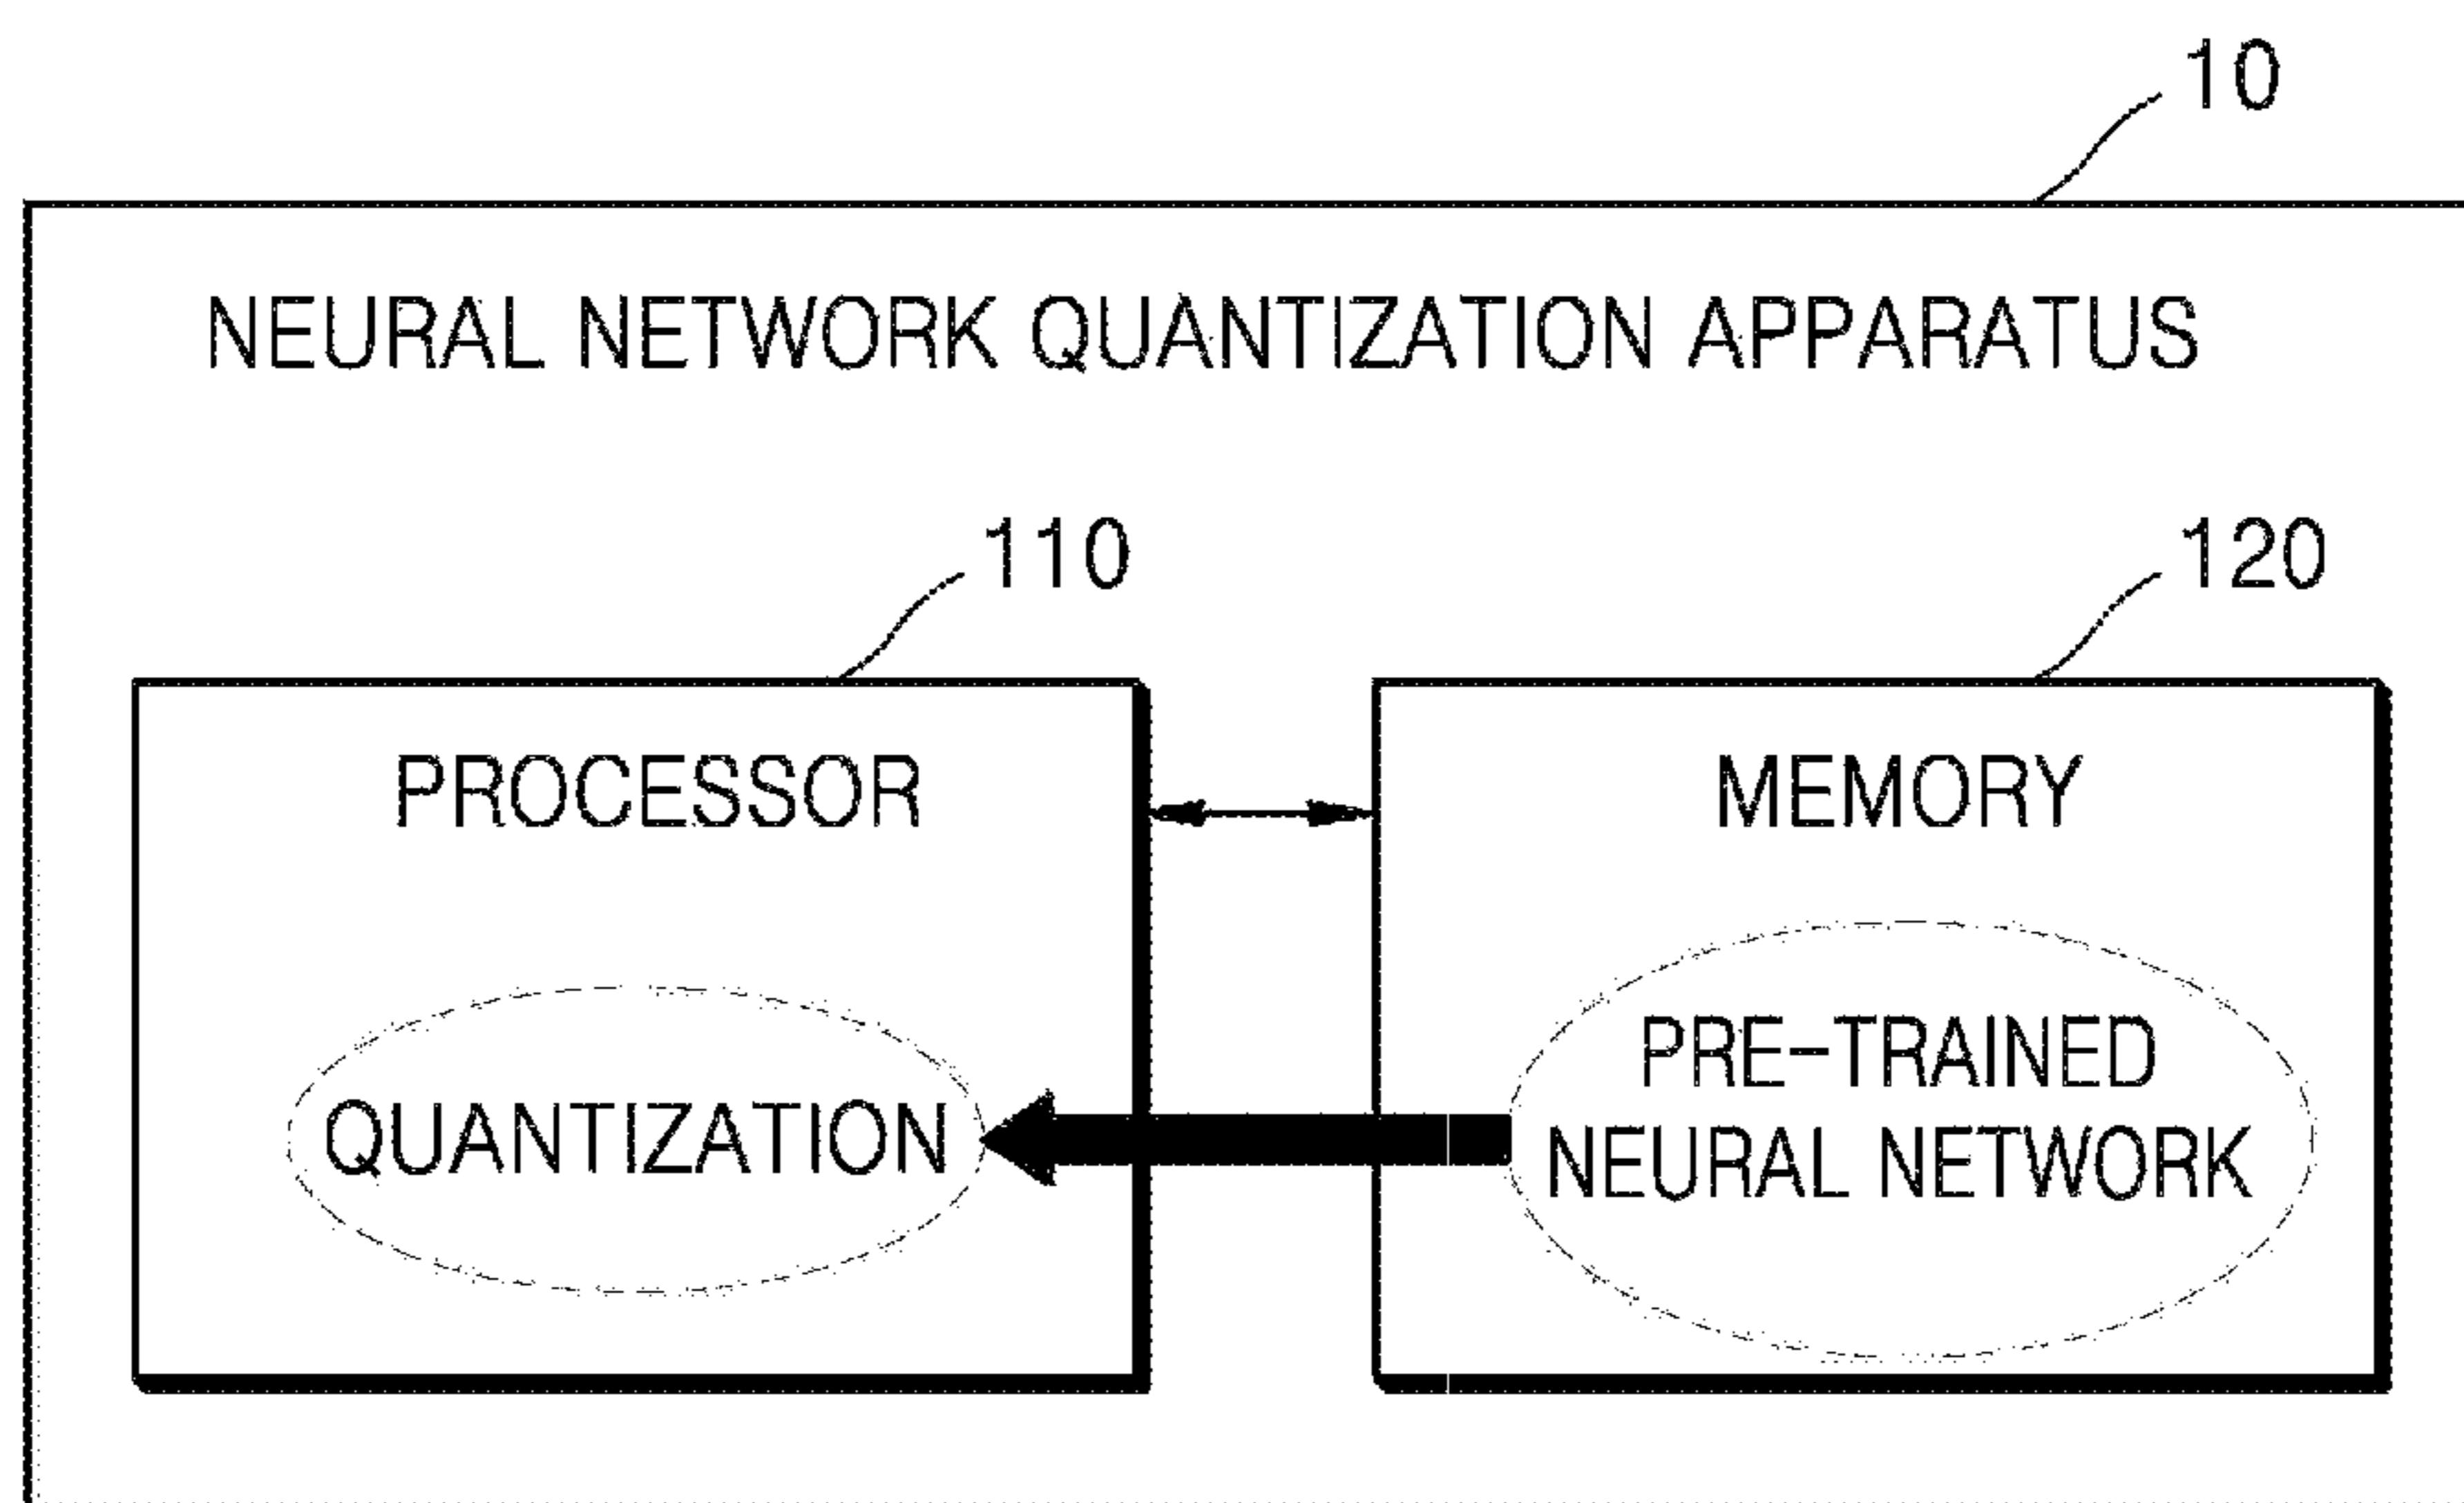 10
NEURAL NETWORK QUANTIZATION APPARATUS
110
120
PROCESSOR
MEMORY
QUANTIZATION
PRE-TRAINED
NEURAL NETWORK